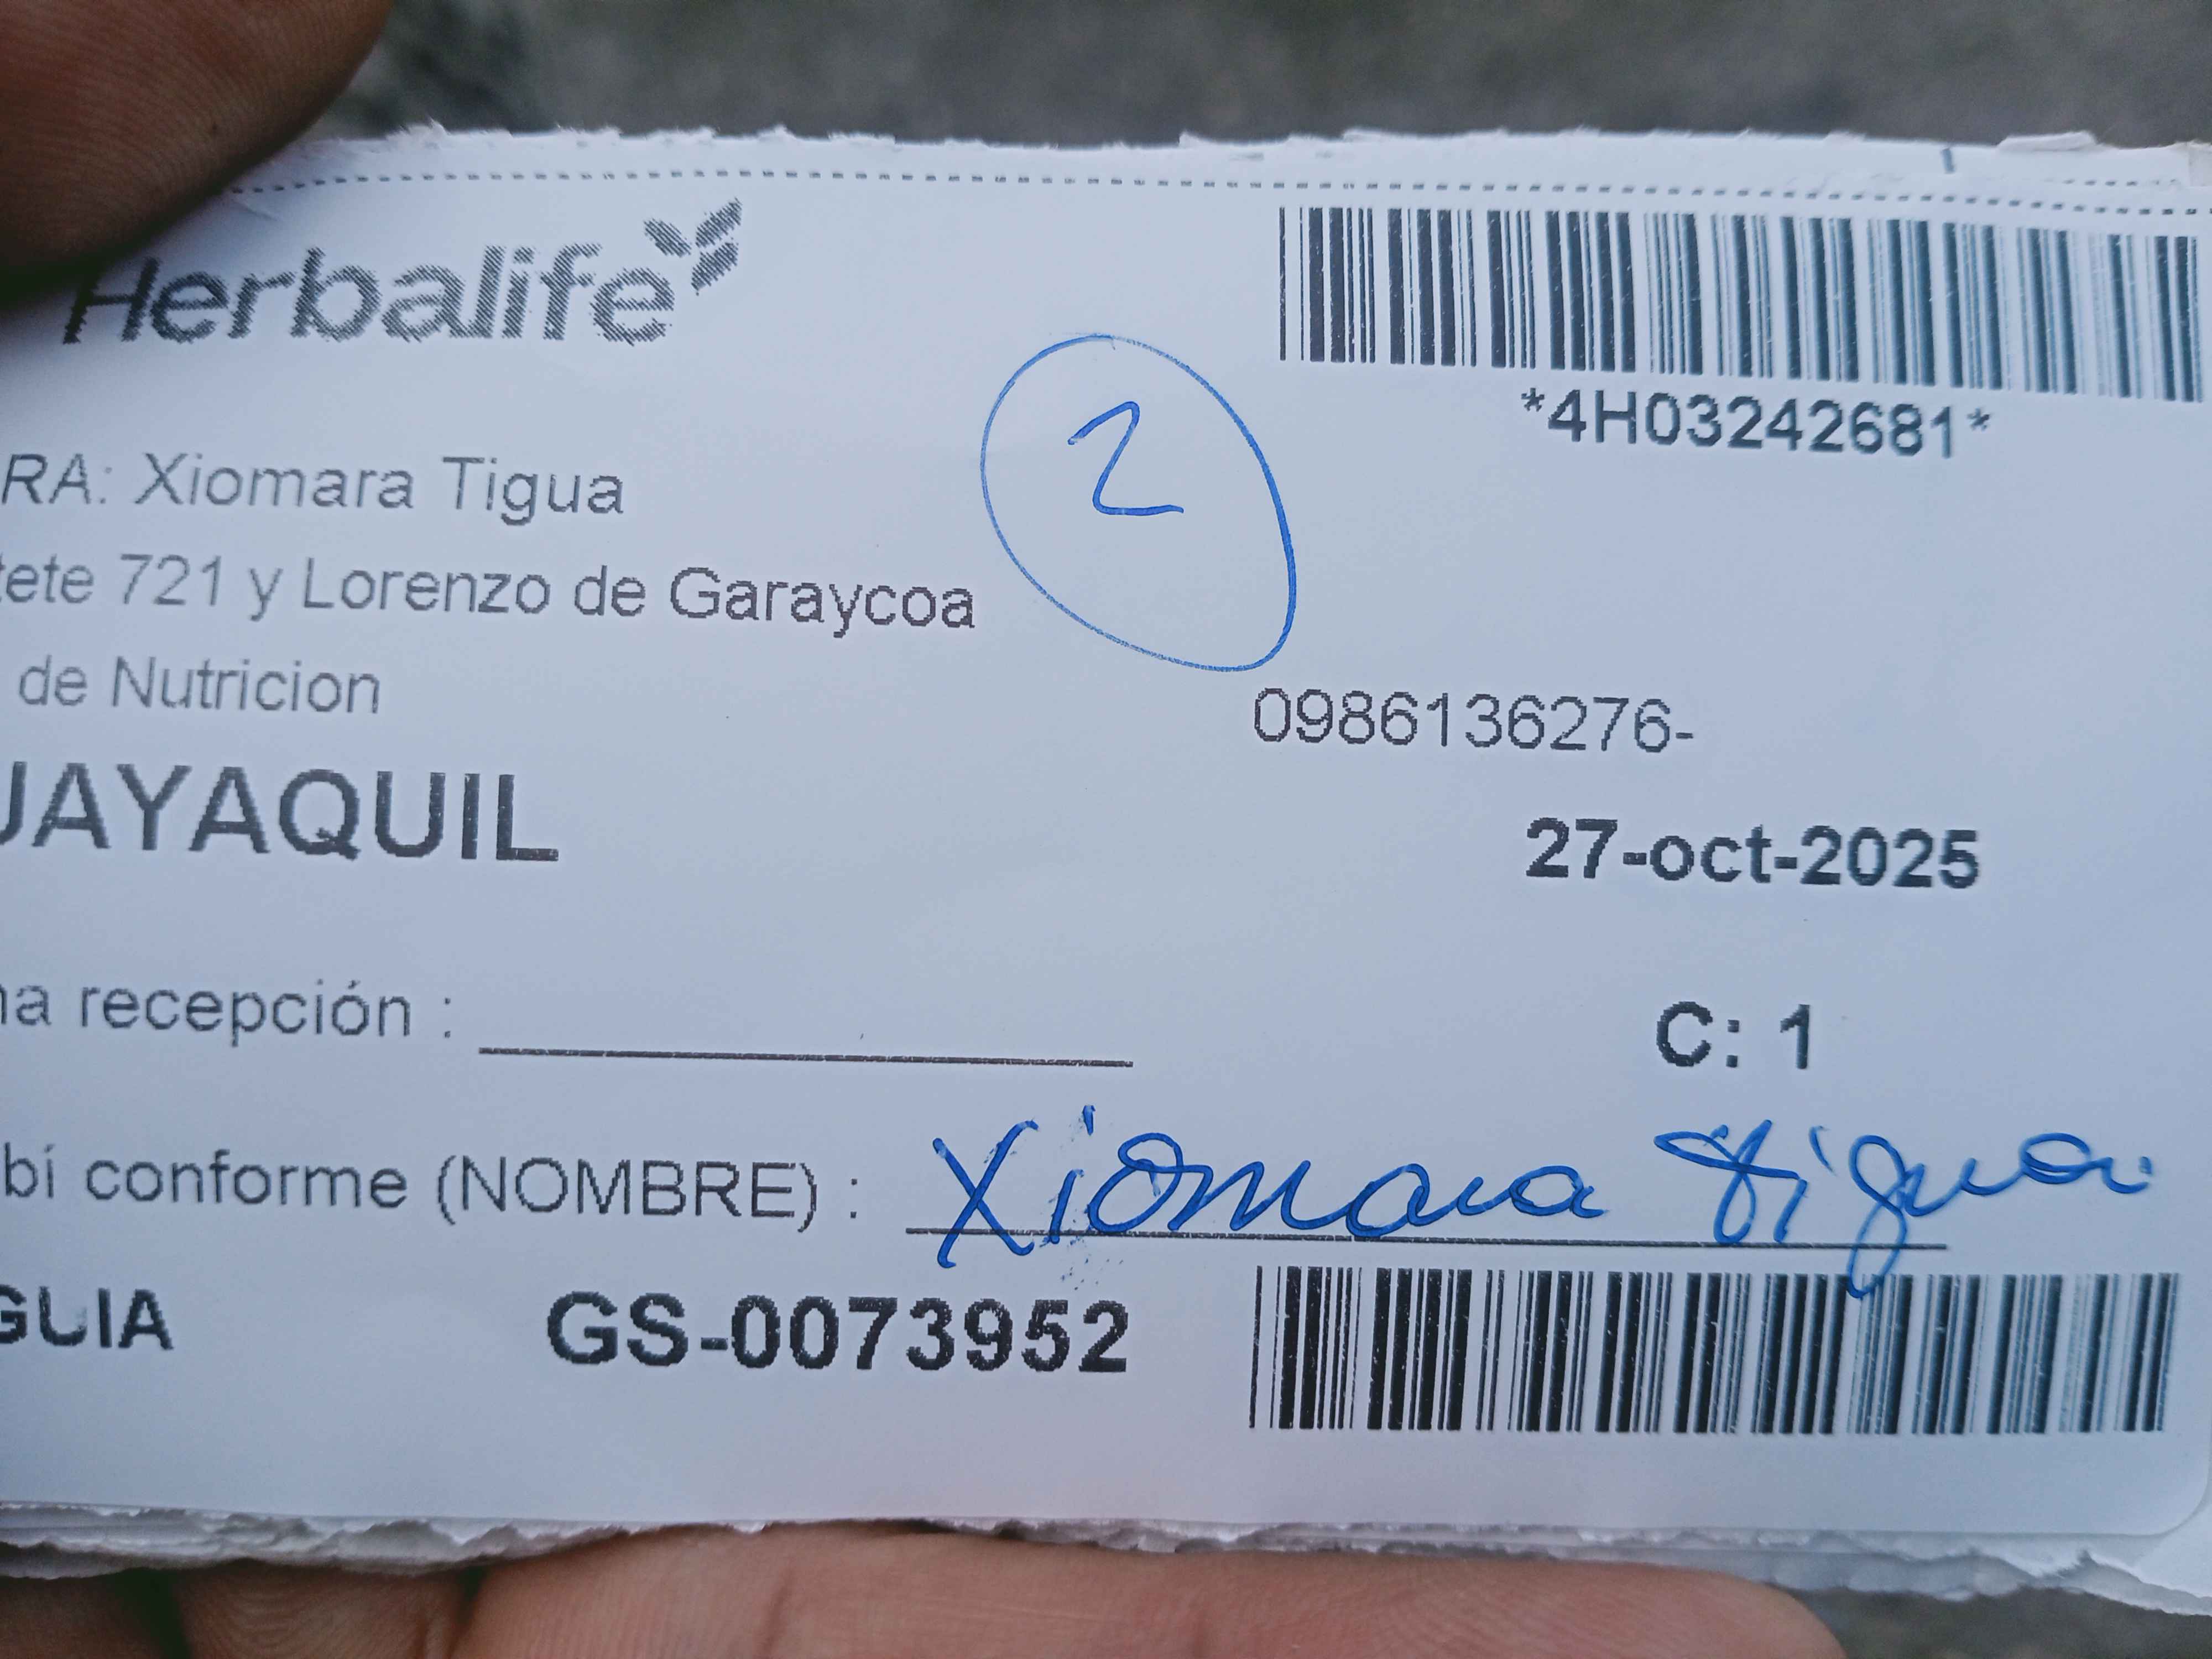 Herbalife
*4H03242681*
2
RA: Xiomara Tigua
tete 721 y Lorenzo de Garaycoa
de Nutricion
0986136276-
UAYAQUIL
27-oct-2025
na recepción :
C: 1
bí conforme (NOMBRE) : Xiomara Tigua
GUIA GS-0073952